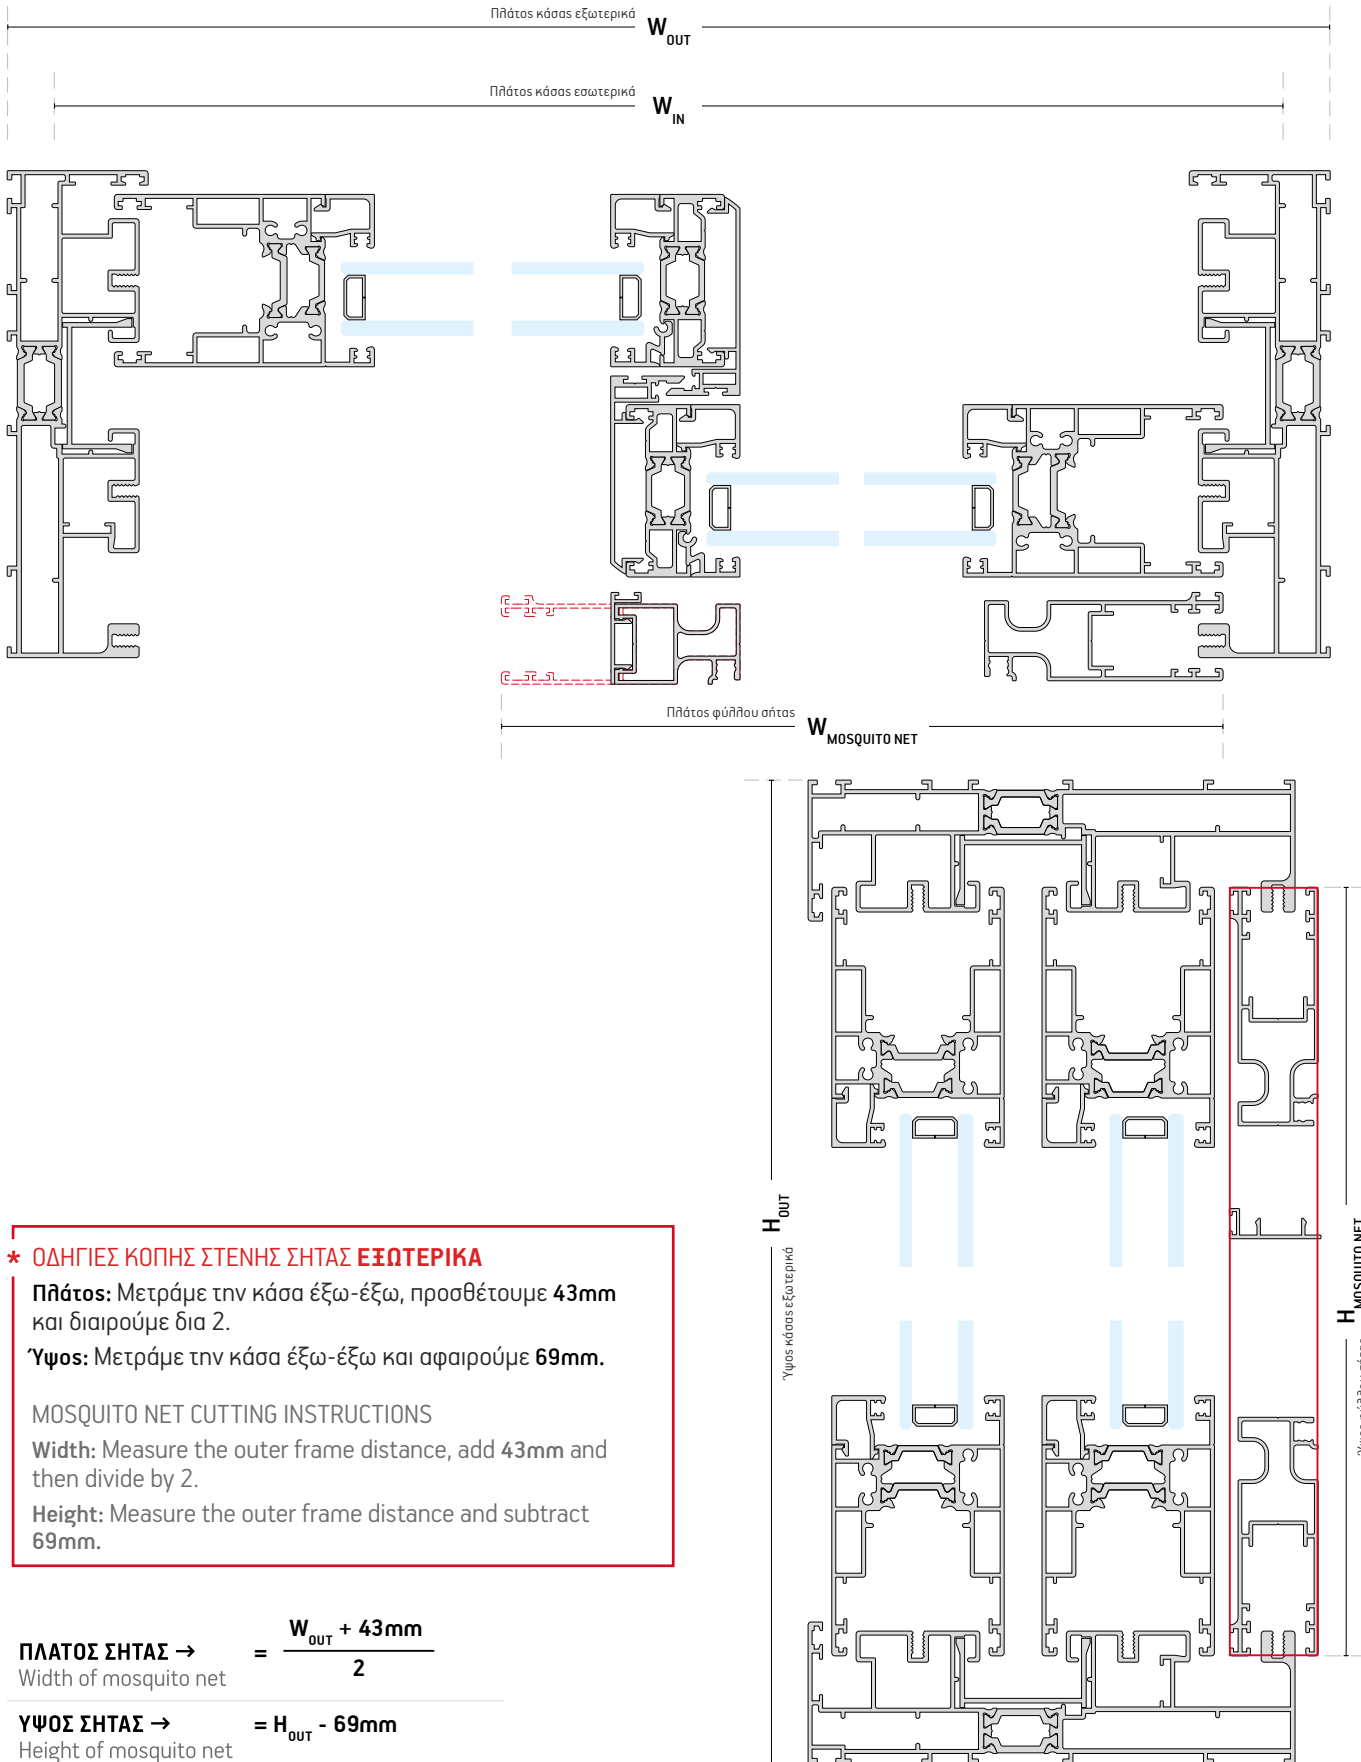 Πλάτος κάσας εξωτερικά
W OUT
Πλάτος κάσας εσωτερικά
W IN
Πλάτος φύλλου σήτας
W MOSQUITO NET
H OUT
Ύψος κάσας εξωτερικά
H MOSQUITO NET
* ΟΔΗΓΙΕΣ ΚΟΠΗΣ ΣΤΕΝΗΣ ΣΗΤΑΣ ΕΞΩΤΕΡΙΚΑ
Πλάτος: Μετράμε την κάσα έξω-έξω, προσθέτουμε 43mm
και διαιρούμε δια 2.
Ύψος: Μετράμε την κάσα έξω-έξω και αφαιρούμε 69mm.
MOSQUITO NET CUTTING INSTRUCTIONS
Width: Measure the outer frame distance, add 43mm and
then divide by 2.
Height: Measure the outer frame distance and subtract
69mm.
ΠΛΑΤΟΣ ΣΗΤΑΣ → = W OUT + 43mm
2
Width of mosquito net
ΥΨΟΣ ΣΗΤΑΣ → = H OUT - 69mm
Height of mosquito net